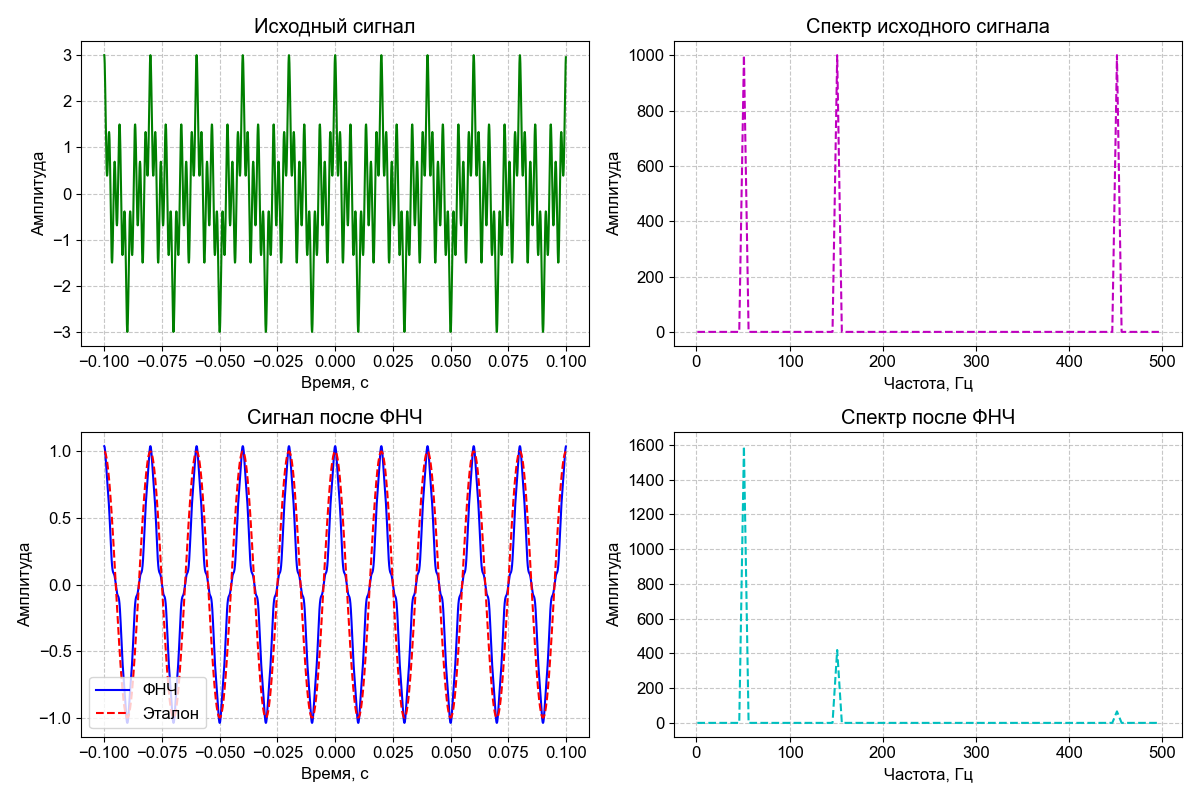 Исходный сигнал
3
2
1
0
−1
−2
−3
Амплитуда
−0.100 −0.075 −0.050 −0.025 0.000 0.025 0.050 0.075 0.100
Время, с
Спектр исходного сигнала
1000
800
600
400
200
0
Амплитуда
0 100 200 300 400 500
Частота, Гц
Сигнал после ФНЧ
1.0
0.5
0.0
−0.5
−1.0
Амплитуда
ФНЧ
Эталон
−0.100 −0.075 −0.050 −0.025 0.000 0.025 0.050 0.075 0.100
Время, с
Спектр после ФНЧ
1600
1400
1200
1000
800
600
400
200
0
Амплитуда
0 100 200 300 400 500
Частота, Гц